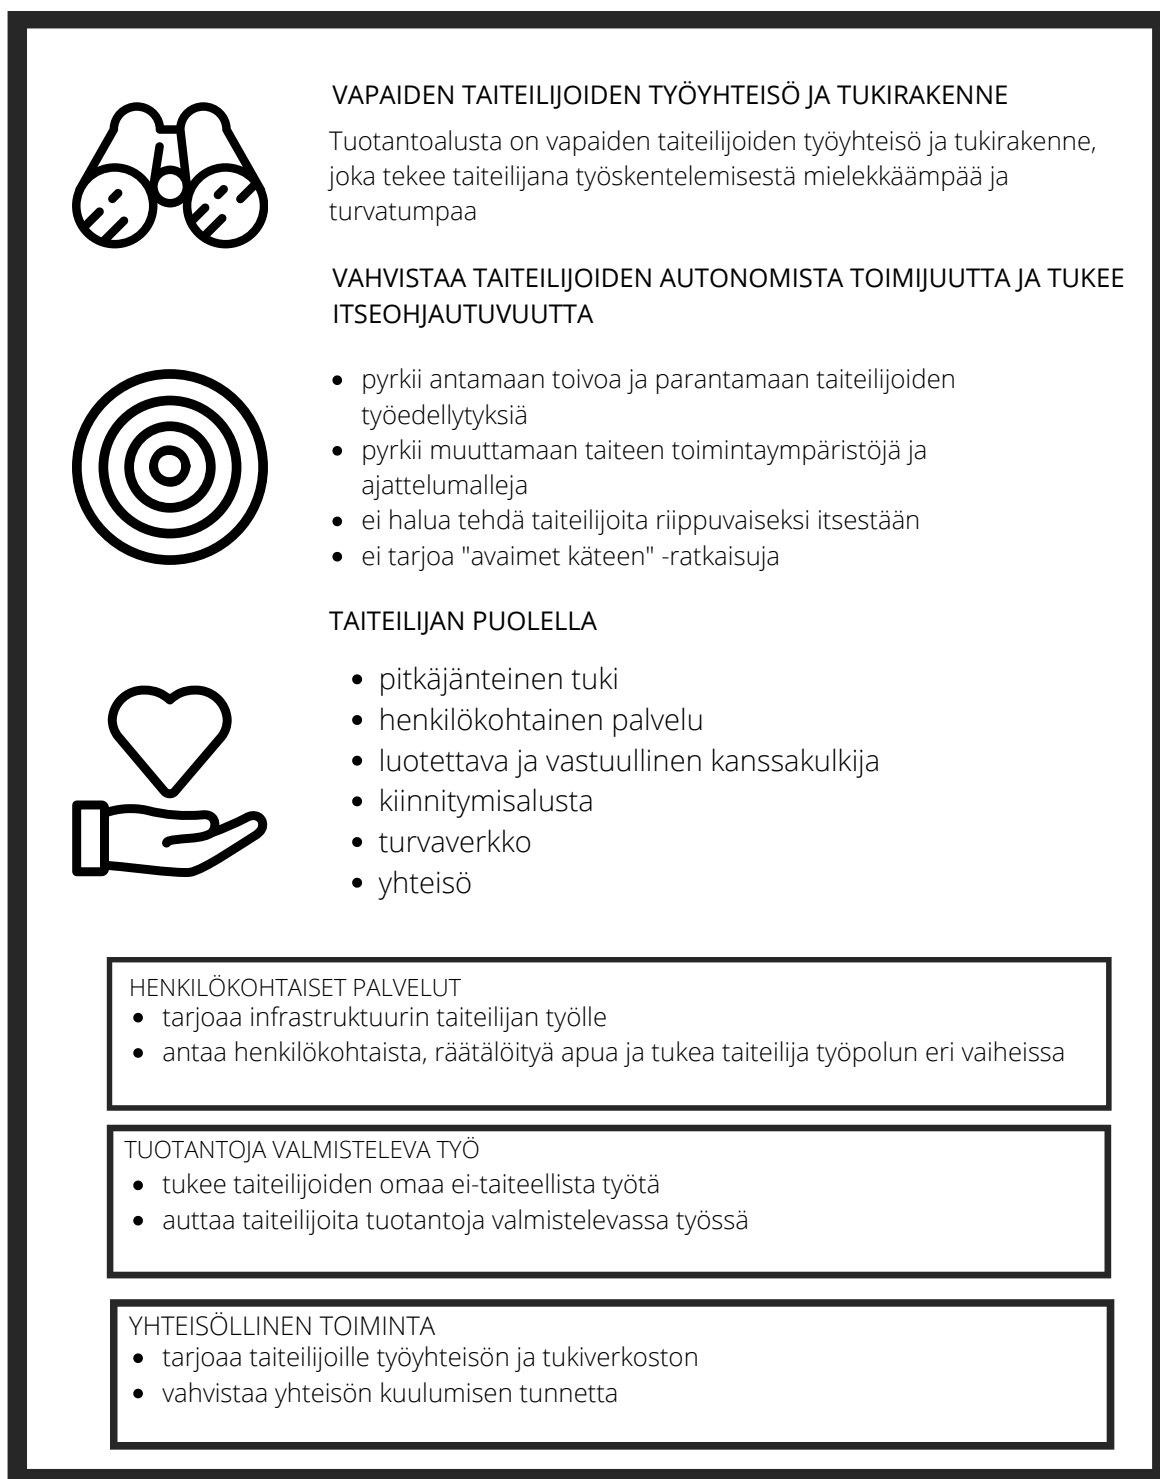 VAPAIDEN TAITEILIJOIDEN TYÖYHTEISÖ JA TUKIRAKENNE
Tuotantoalusta on vapaiden taiteilijoiden työyhteisö ja tukirakenne,
joka tekee taiteilijana työskentelemisestä mielekkäämpää ja
turvatumpaa
VAHVISTAA TAITEILIJOIDEN AUTONOMISTA TOIMIJUUTTA JA TUKEE
ITSEOHJAUTUVUUTTA
• pyrkii antamaan toivoa ja parantamaan taiteilijoiden
työedellytyksiä
• pyrkii muuttamaan taiteen toimintaympäristöjä ja
ajattelumalleja
• ei halua tehdä taiteilijoita riippuvaiseksi itsestään
• ei tarjoa "avaimet käteen" -ratkaisuja
TAITEILIJAN PUOLELLA
• pitkäjänteinen tuki
• henkilökohtainen palvelu
• luotettava ja vastuullinen kanssakulkija
• kiinnitymisalusta
• turvaverkko
• yhteisö
HENKILÖKOHTAISET PALVELUT
• tarjoaa infrastruktuurin taiteilijan työlle
• antaa henkilökohtaista, räätälöityä apua ja tukea taiteilija työpolun eri vaiheissa
TUOTANTOJA VALMISTELEVA TYÖ
• tukee taiteilijoiden omaa ei-taiteellista työtä
• auttaa taiteilijoita tuotantoja valmistelevassa työssä
YHTEISÖLLINEN TOIMINTA
• tarjoaa taiteilijoille työyhteisön ja tukiverkoston
• vahvistaa yhteisön kuulumisen tunnetta